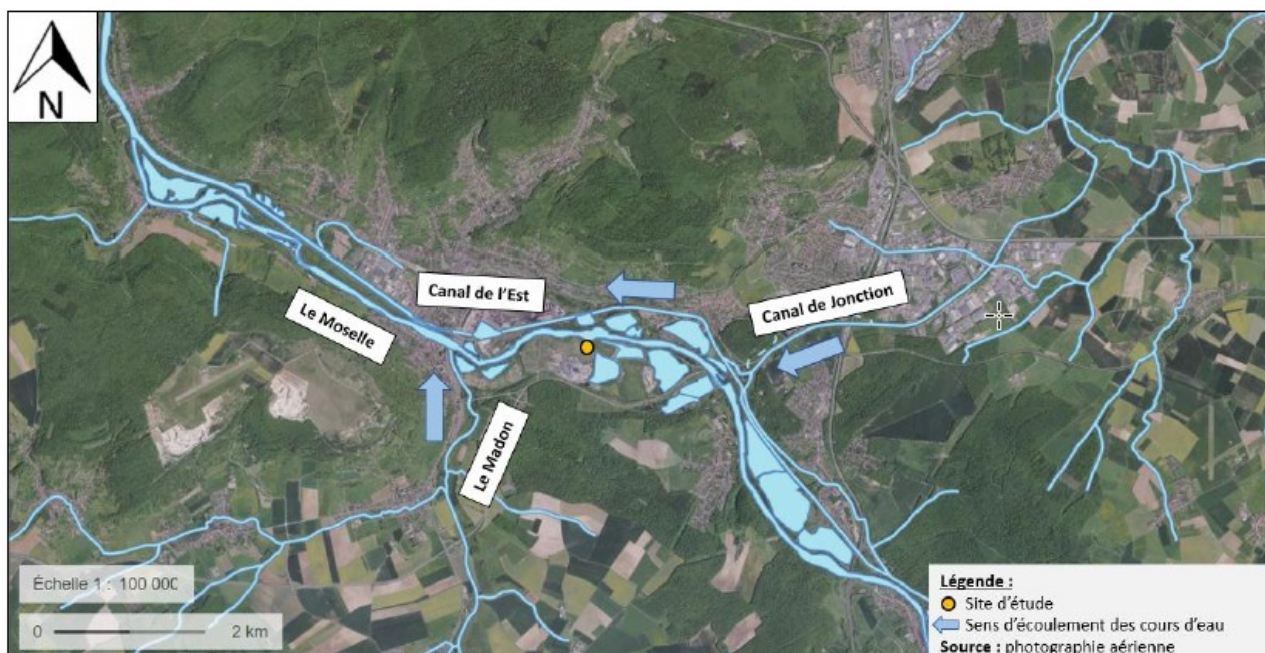 N
Canal de l'Est
Canal de Jonction
Le Moselle
Le Madon
Échelle 1 : 100 000
0 2 km
Légende :
Site d'étude
Sens d'écoulement des cours d'eau
Source : photographie aérienne